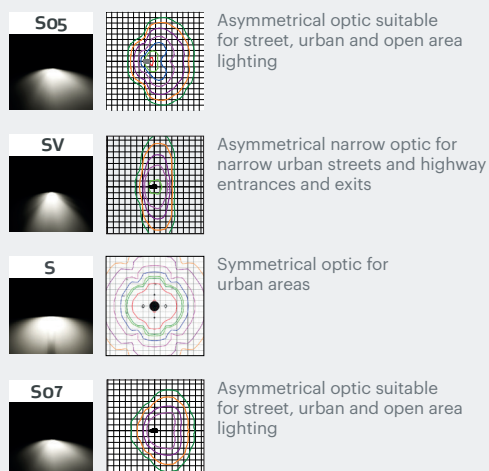 S05
Asymmetrical optic suitable
for street, urban and open area
lighting
SV
Asymmetrical narrow optic for
narrow urban streets and highway
entrances and exits
S
Symmetrical optic for
urban areas
S07
Asymmetrical optic suitable
for street, urban and open area
lighting